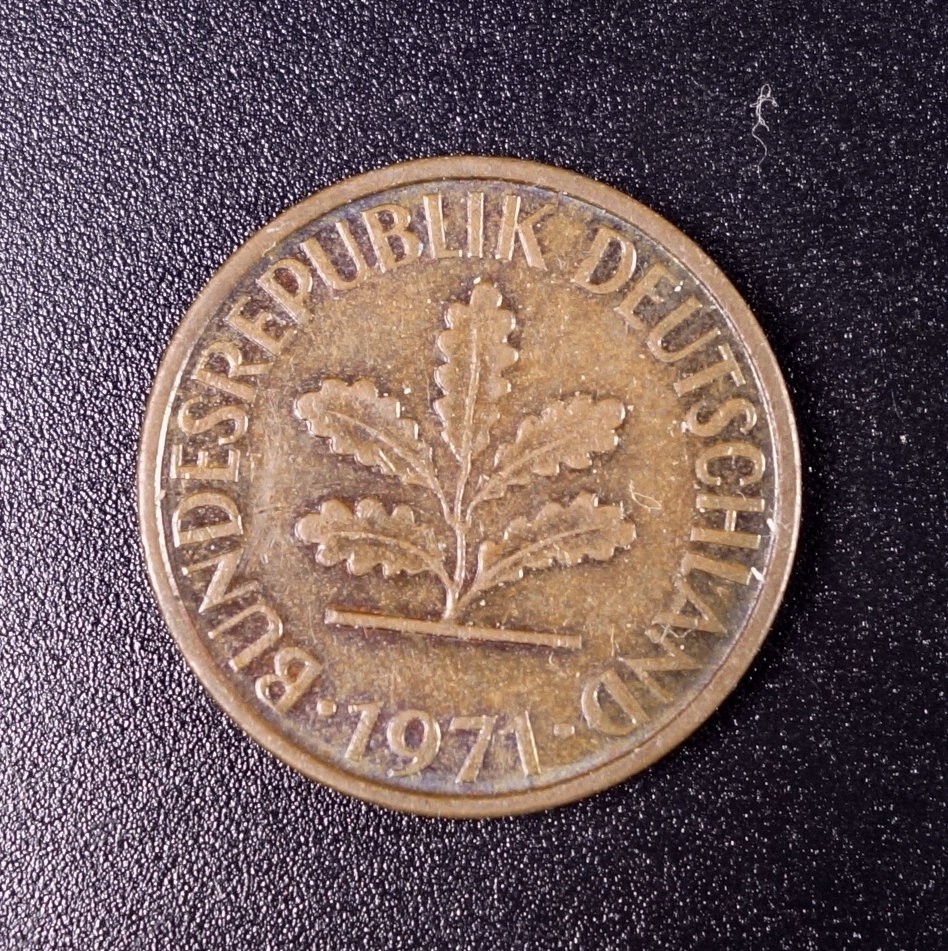 BUNDESREPUBLIK DEUTSCHLAND
· 1971 ·